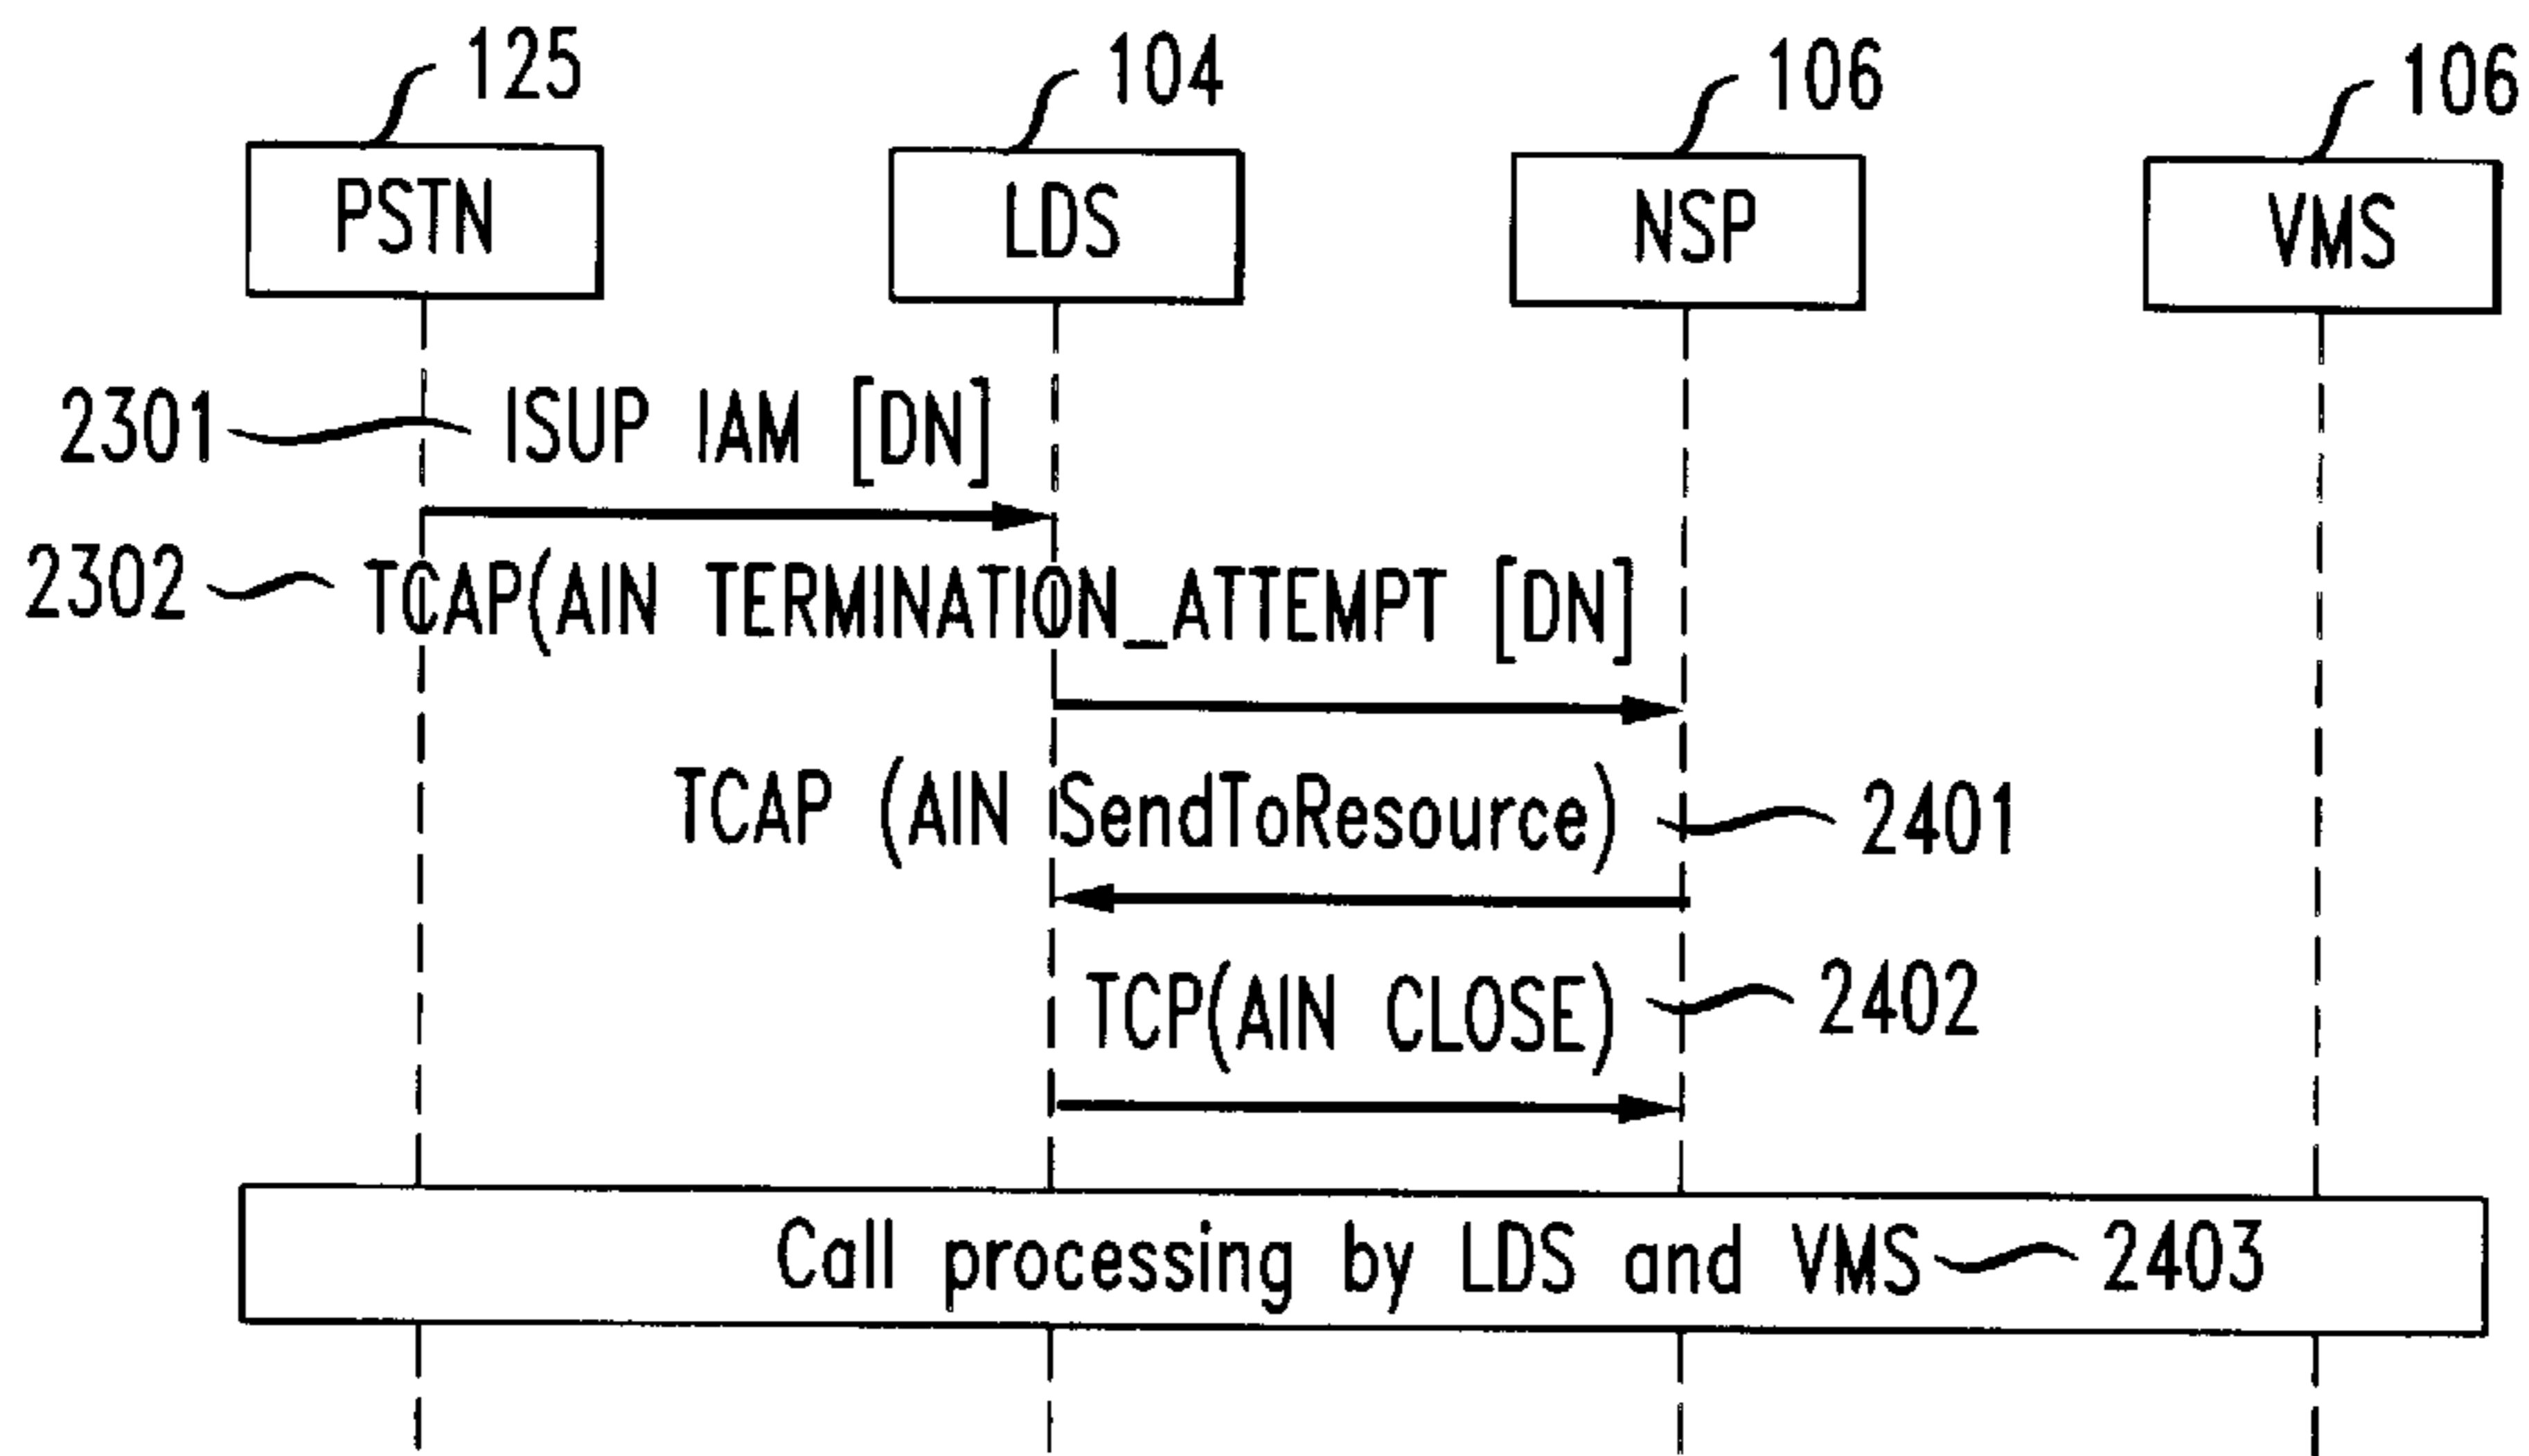 125 104 106 106
PSTN LDS NSP VMS
2301 ISUP IAM [DN]
2302 TCAP(AIN TERMINATION_ATTEMPT [DN]
TCAP (AIN SendToResource) 2401
TCP(AIN CLOSE) 2402
Call processing by LDS and VMS 2403